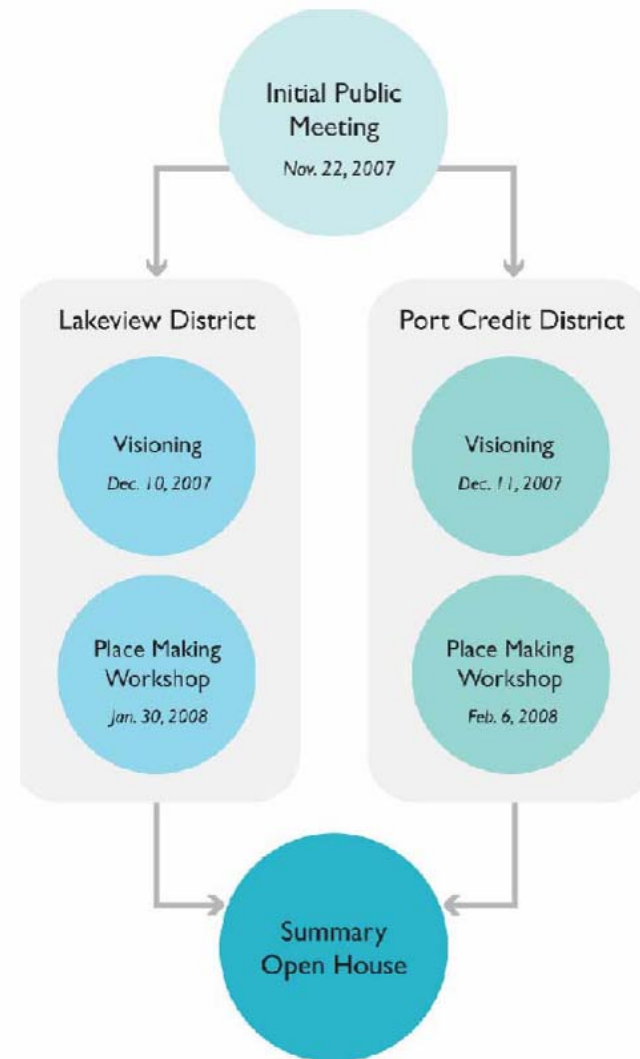 Initial Public
Meeting
Nov. 22, 2007
Lakeview District
Visioning
Dec. 10, 2007
Place Making
Workshop
Jan. 30, 2008
Port Credit District
Visioning
Dec. 11, 2007
Place Making
Workshop
Feb. 6, 2008
Summary
Open House